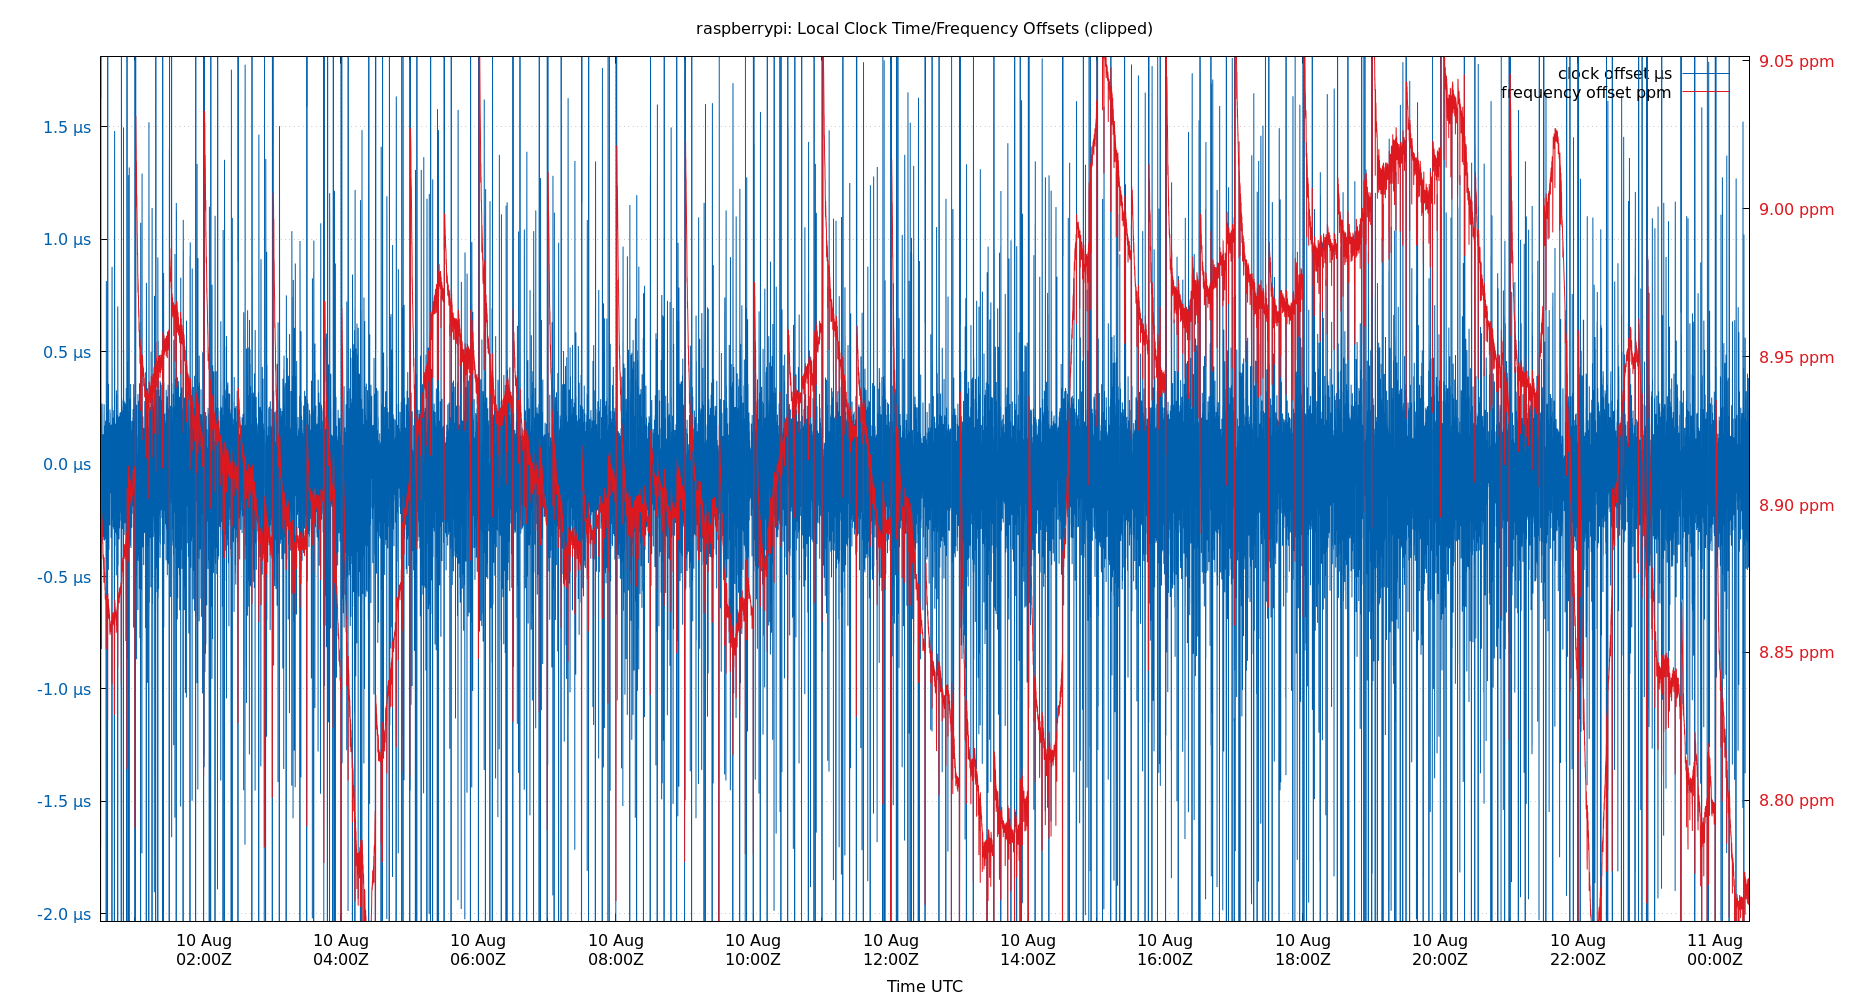 raspberrypi: Local Clock Time/Frequency Offsets (clipped)
clock offset µs
frequency offset ppm
1.5 µs
1.0 µs
0.5 µs
0.0 µs
-0.5 µs
-1.0 µs
-1.5 µs
-2.0 µs
9.05 ppm
9.00 ppm
8.95 ppm
8.90 ppm
8.85 ppm
8.80 ppm
10 Aug 10 Aug 10 Aug 10 Aug 10 Aug 10 Aug 10 Aug 10 Aug 10 Aug 10 Aug 10 Aug 11 Aug
02:00Z 04:00Z 06:00Z 08:00Z 10:00Z 12:00Z 14:00Z 16:00Z 18:00Z 20:00Z 22:00Z 00:00Z
Time UTC